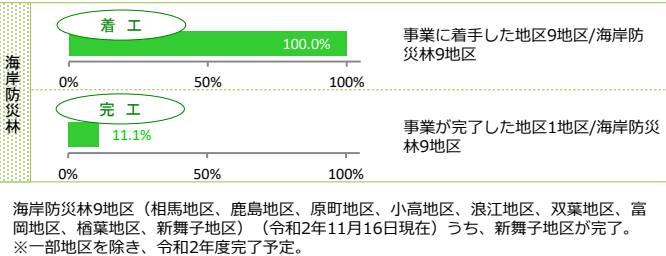 海岸防災林
着 工
100.0%
0%
50%
100%
事業に着手した地区9地区/海岸防
災林9地区
完 工
11.1%
0%
50%
100%
事業が完了した地区1地区/海岸防災
林9地区
海岸防災林9地区（相馬地区、鹿島地区、原町地区、小高地区、浪江地区、双葉地区、富
岡地区、楢葉地区、新舞子地区）（令和2年11月16日現在）うち、新舞子地区が完了。
※一部地区を除き、令和2年度完了予定。